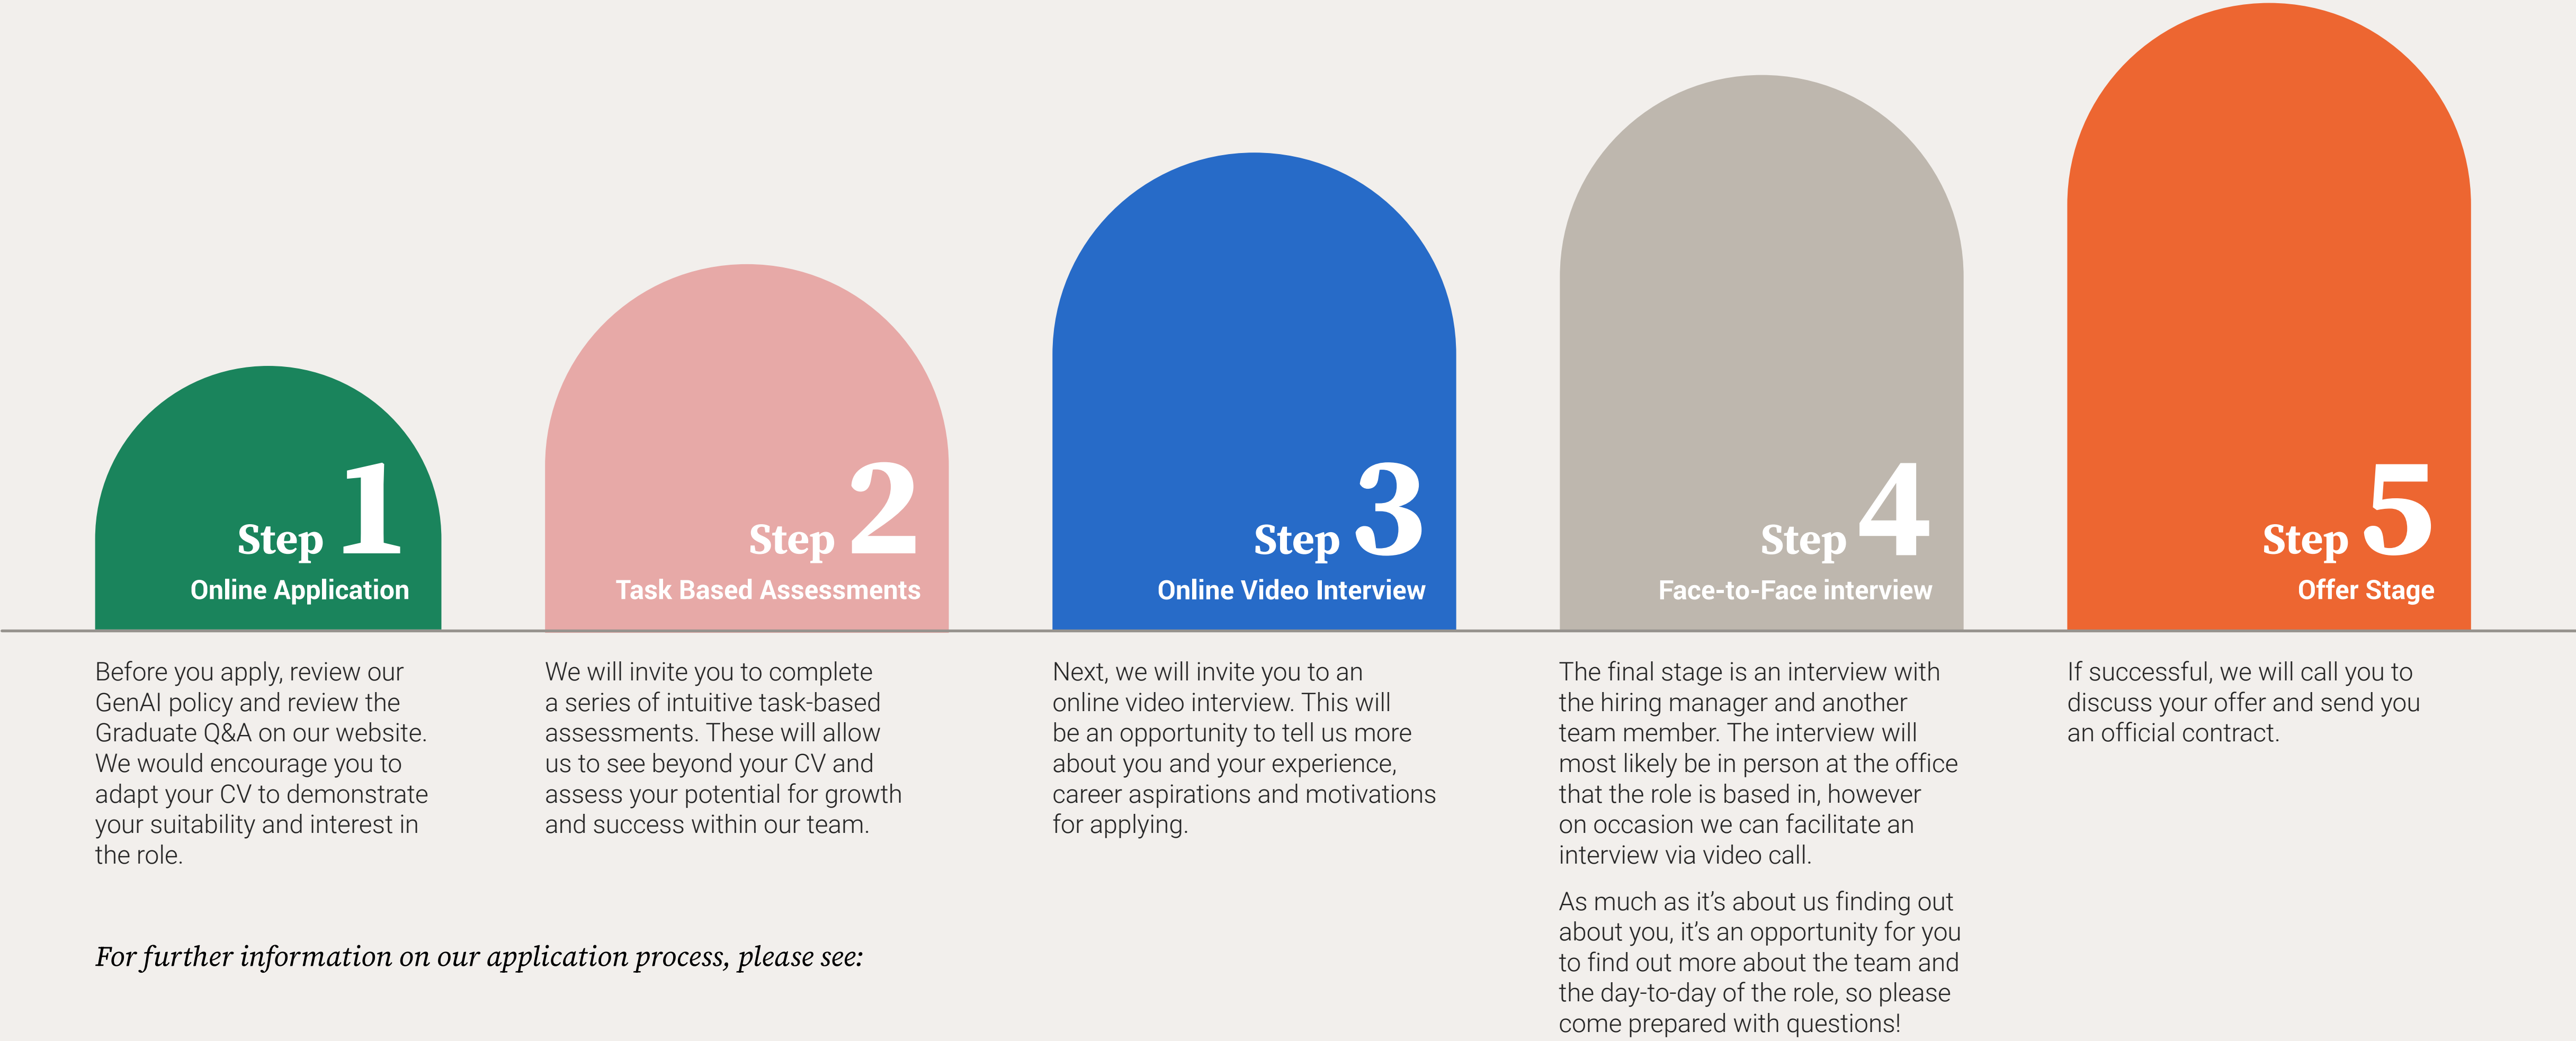 Step 1
Online Application
Before you apply, review our
GenAI policy and review the
Graduate Q&A on our website.
We would encourage you to
adapt your CV to demonstrate
your suitability and interest in
the role.
Step 2
Task Based Assessments
We will invite you to complete
a series of intuitive task-based
assessments. These will allow
us to see beyond your CV and
assess your potential for growth
and success within our team.
Step 3
Online Video Interview
Next, we will invite you to an
online video interview. This will
be an opportunity to tell us more
about you and your experience,
career aspirations and motivations
for applying.
Step 4
Face-to-Face interview
The final stage is an interview with
the hiring manager and another
team member. The interview will
most likely be in person at the office
that the role is based in, however
on occasion we can facilitate an
interview via video call.
As much as it’s about us finding out
about you, it’s an opportunity for you
to find out more about the team and
the day-to-day of the role, so please
come prepared with questions!
Step 5
Offer Stage
If successful, we will call you to
discuss your offer and send you
an official contract.
For further information on our application process, please see: